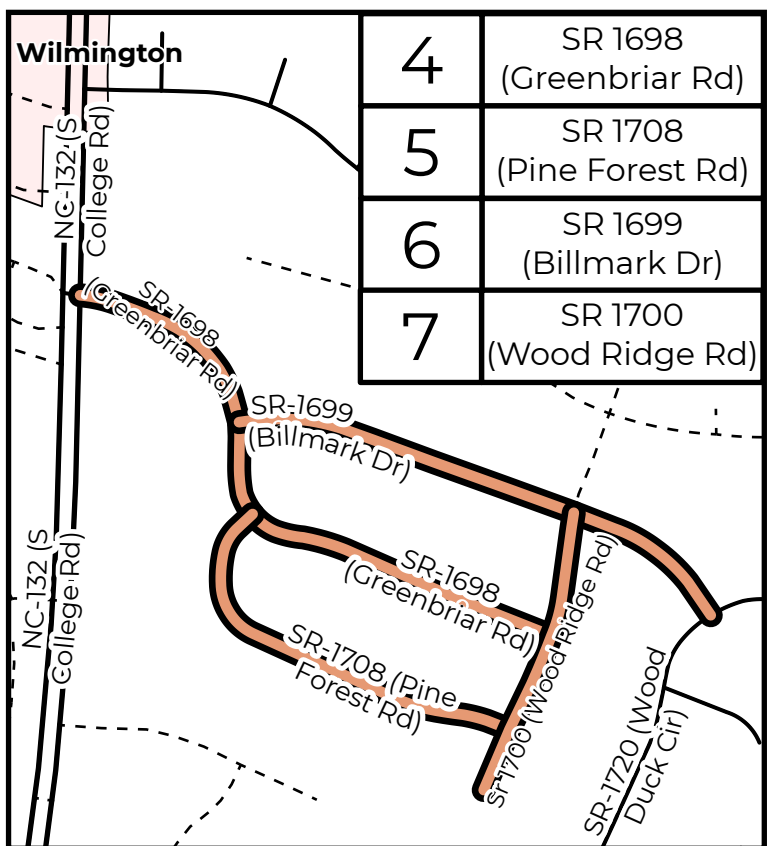 Wilmington
4
SR 1698
(Greenbriar Rd)
5
SR 1708
(Pine Forest Rd)
6
SR 1699
(Billmark Dr)
7
SR 1700
(Wood Ridge Rd)
NC-132 (S
College Rd)
SR-1698
(Greenbriar Rd)
SR-1699
(Billmark Dr)
SR-1698
(Greenbriar Rd)
NC-132 (S
College Rd)
SR-1708 (Pine
Forest Rd)
Sr 1700 (Wood Ridge Rd)
SR-1720 (Wood
Duck Cir)